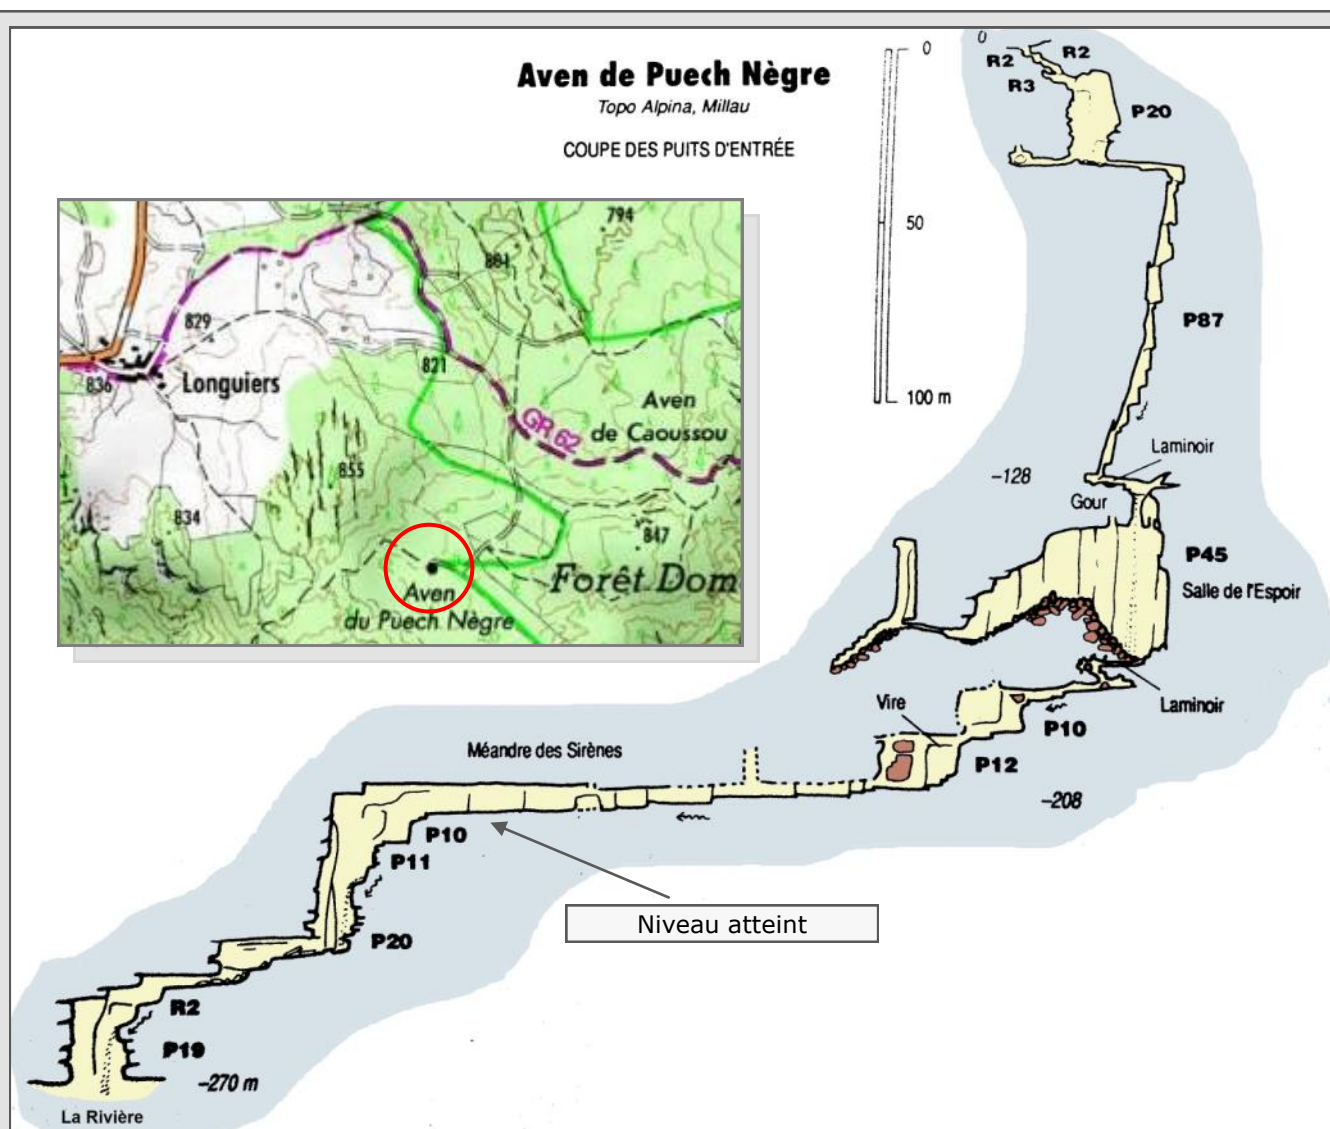 Aven de Puech Nègre
Topo Alpina, Millau
COUPE DES PUITS D'ENTRÉE
0
50
100 m
0
R2
R2
R3
P20
P87
Laminoir
-128
Gour
P45
Salle de l'Espoir
Laminoir
Vire
P10
P12
-208
Méandre des Sirènes
P10
P11
Niveau atteint
P20
R2
P19
-270 m
La Rivière
794
881
829
821
836
Longuiers
Aven
de Caoussou
GR 62
855
834
847
Forêt Dom
Aven
du Puech Nègre